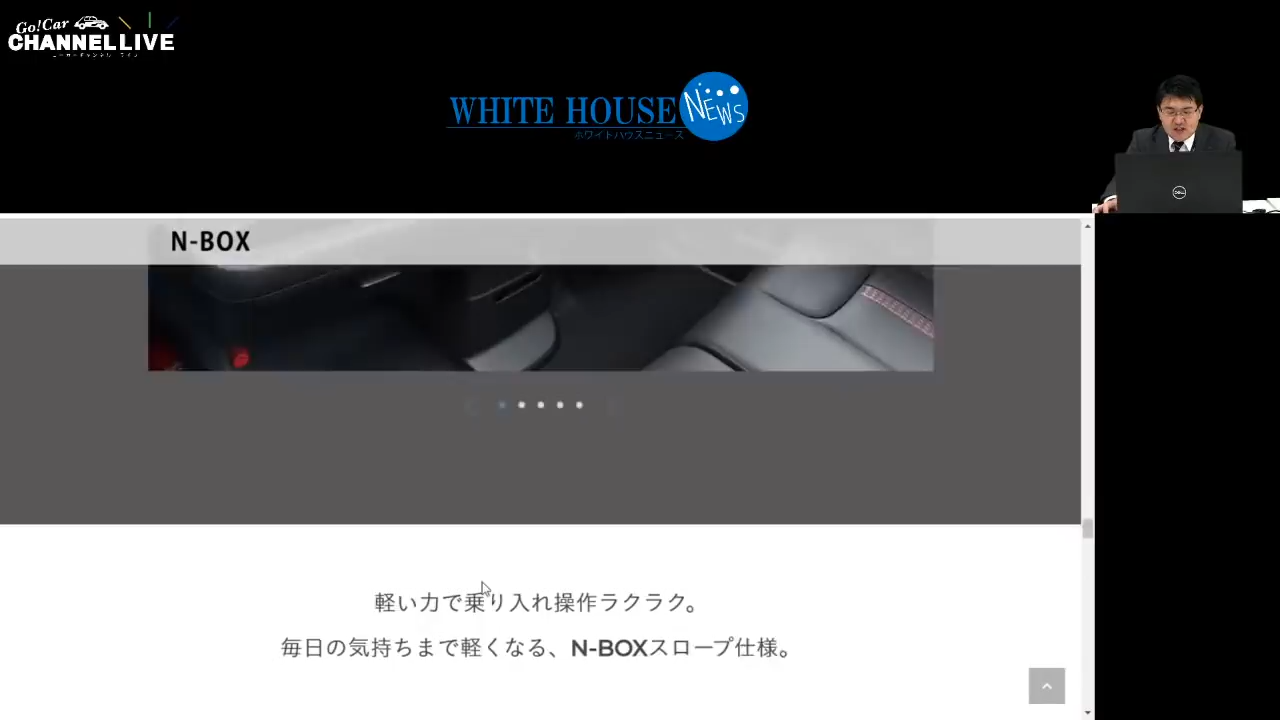 Go!Car
CHANNEL LIVE
WHITE HOUSE NEWS
ホワイトハウスニュース
N-BOX
軽い力で乗り入れ操作ラクラク。
毎日の気持ちまで軽くなる、N-BOXスロープ仕様。
DELL